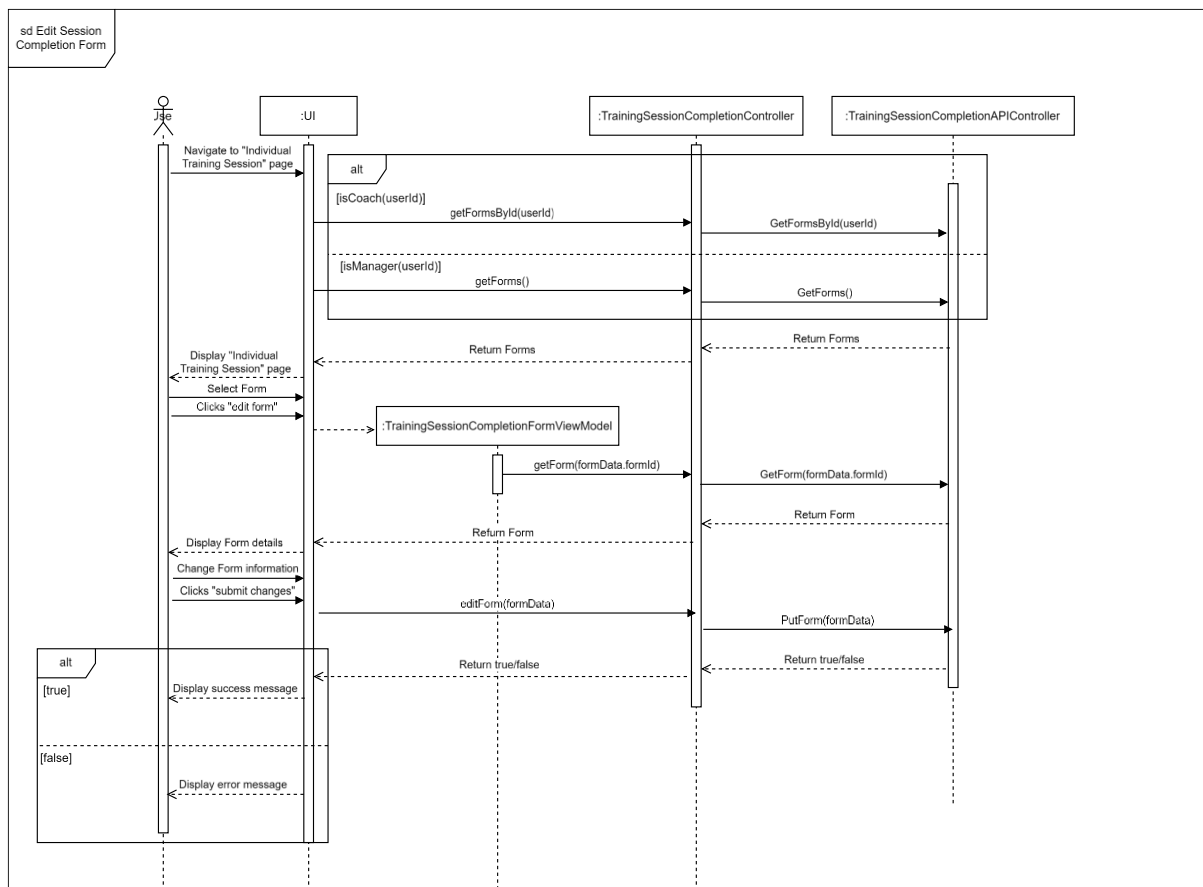 sd Edit Session
Completion Form
Jse
:UI
:TrainingSessionCompletionController
:TrainingSessionCompletionAPIController
Navigate to "Individual
Training Session" page
alt
[isCoach(userId)]
getFormsById(userId)
GetFormsById(userId)
[isManager(userId)]
getForms()
GetForms()
Return Forms
Return Forms
Display "Individual
Training Session" page
Select Form
Clicks "edit form"
:TrainingSessionCompletionFormViewModel
getForm(formData.formId)
GetForm(formData.formId)
Return Form
Return Form
Display Form details
Change Form information
Clicks "submit changes"
editForm(formData)
PutForm(formData)
Return true/false
Return true/false
alt
[true]
Display success message
[false]
Display error message